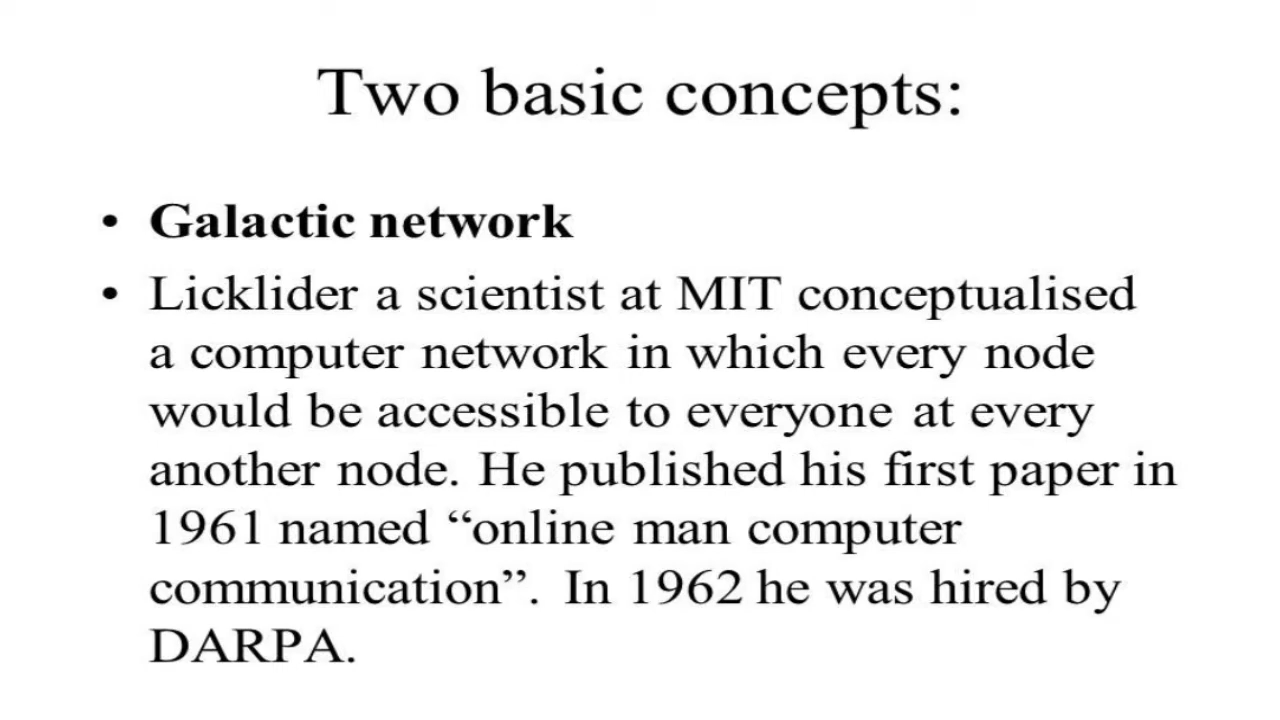 Two basic concepts:
• Galactic network
• Licklider a scientist at MIT conceptualised
a computer network in which every node
would be accessible to everyone at every
another node. He published his first paper in
1961 named “online man computer
communication”. In 1962 he was hired by
DARPA.